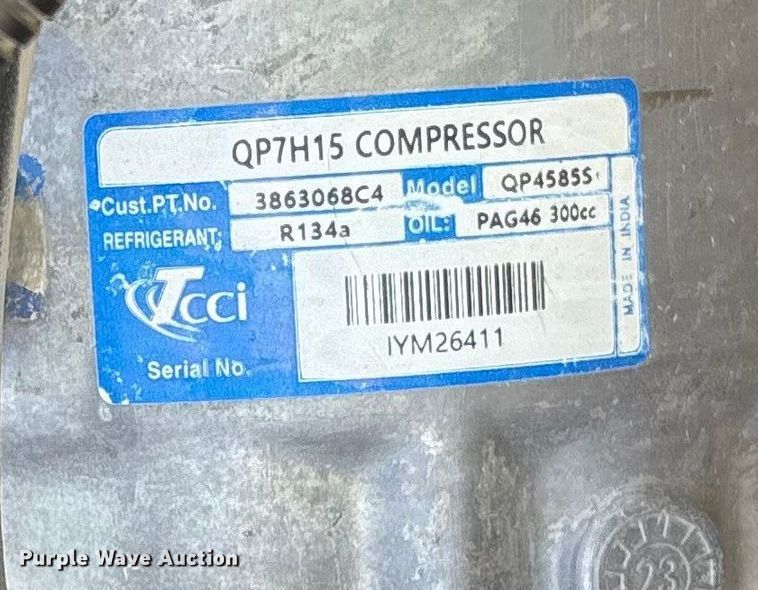 QP7H15 COMPRESSOR
Cust.PT.No. 3863068C4 Model QP4585S
REFRIGERANT: R134a OIL: PAG46 300cc
Tcci
Serial No.
IYM26411
MADE IN INDIA
23
Purple Wave Auction